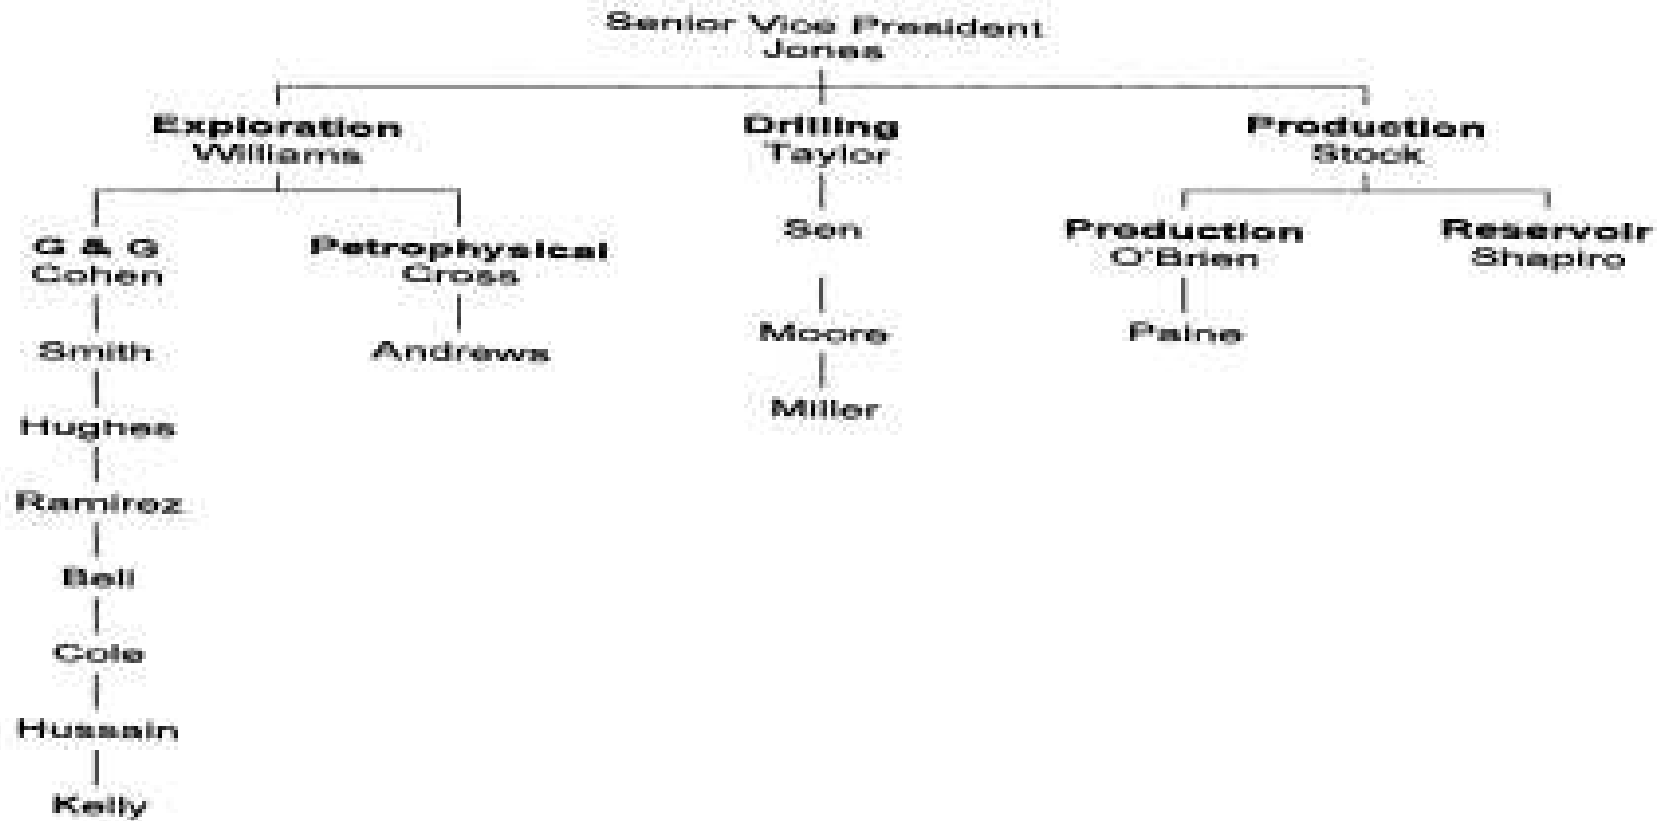 Senior Vice President
Jones
Exploration
Williams
Drilling
Taylor
Production
Stock
G & G
Cohen
Petrophysical
Cross
Sen
Production
O'Brien
Reservoir
Shapiro
Smith
Andrews
Moore
Paine
Hughes
Miller
Ramirez
Bell
Cole
Hussain
Kelly